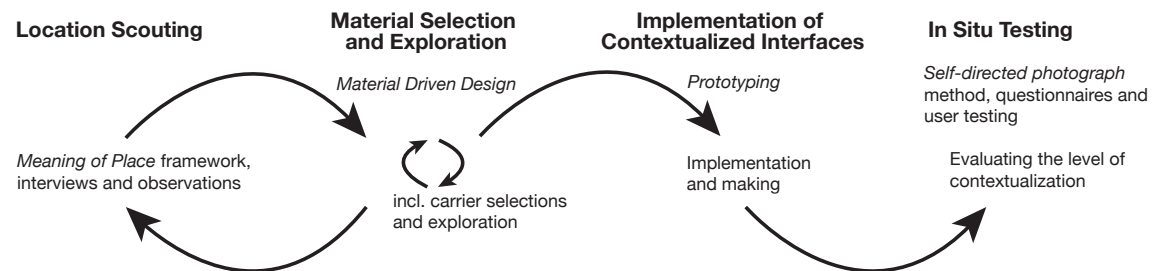 Location Scouting
Meaning of Place framework,
interviews and observations
Material Selection
and Exploration
Material Driven Design
incl. carrier selections
and exploration
Implementation of
Contextualized Interfaces
Prototyping
Implementation
and making
In Situ Testing
Self-directed photograph
method, questionnaires and
user testing
Evaluating the level of
contextualization